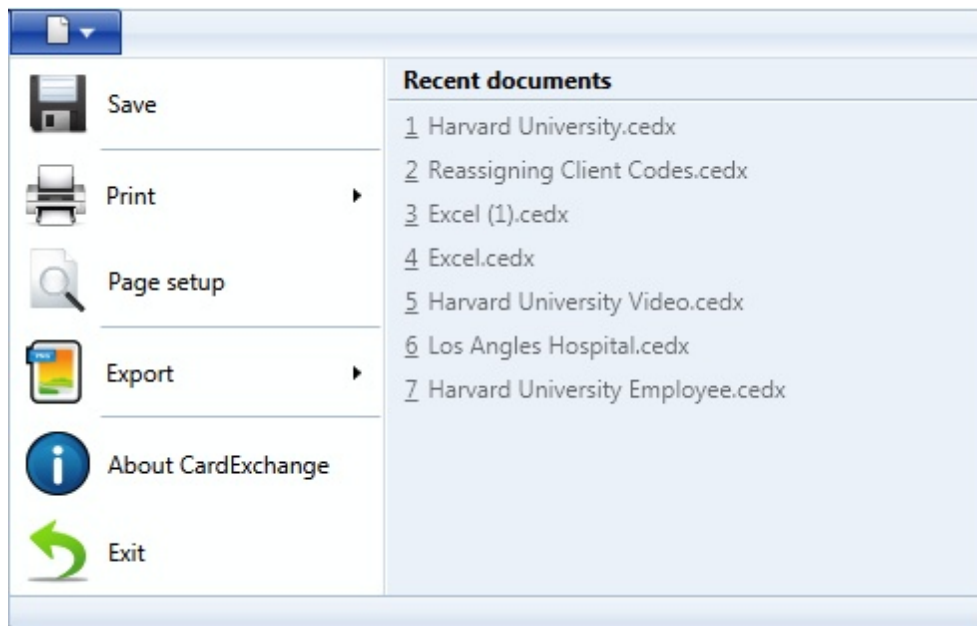 Save
Print
Page setup
Export
About CardExchange
Exit
Recent documents
1 Harvard University.cedx
2 Reassigning Client Codes.cedx
3 Excel (1).cedx
4 Excel.cedx
5 Harvard University Video.cedx
6 Los Angles Hospital.cedx
7 Harvard University Employee.cedx